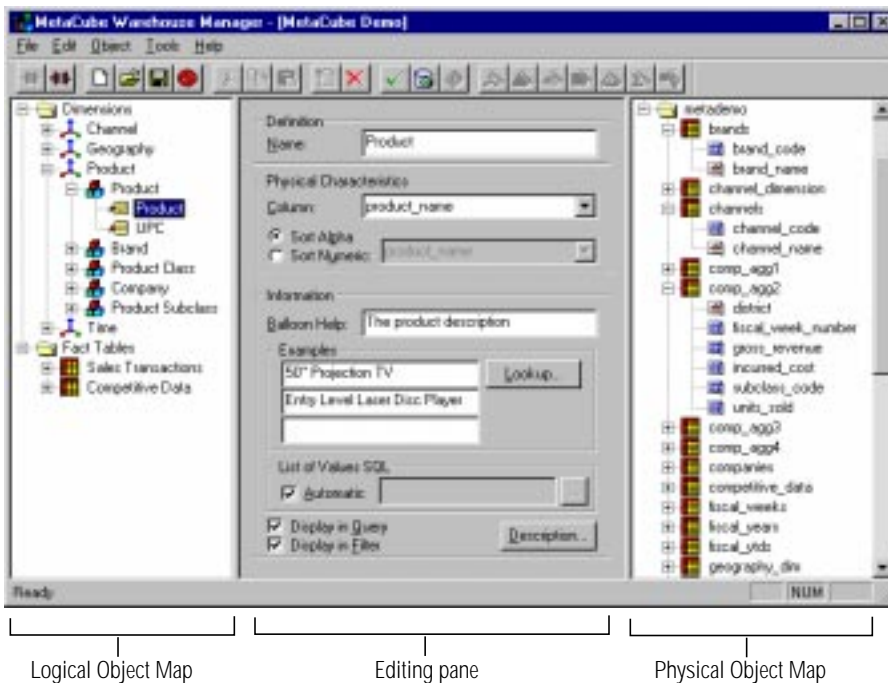 MetaCube Warehouse Manager - [MetaCube Demo]
File Edit Object Tools Help
Dimensions
Channel
Geography
Product
Product
Product
UPC
Brand
Product Class
Company
Product Subclass
Time
Fact Tables
Sales Transactions
Competitive Data
Definition
Name: Product
Physical Characteristics
Column: product_name
Sort Alpha
Sort Numeric: product_name
Information
Balloon Help: The product description
Examples
50" Projection TV
Lookup...
Entry Level Laser Disc Player
List of Values SQL
Automatic ...
Display in Query
Display in Filter
Description...
metademo
brands
brand_code
brand_name
channel_dimension
channels
channel_code
channel_name
comp_agg1
comp_agg2
district
fiscal_week_number
gross_revenue
incurred_cost
subclass_code
units_sold
comp_agg3
comp_agg4
companies
competitive_data
fiscal_weeks
fiscal_years
fiscal_ytds
geography_dim
Ready
NUM
Logical Object Map
Editing pane
Physical Object Map